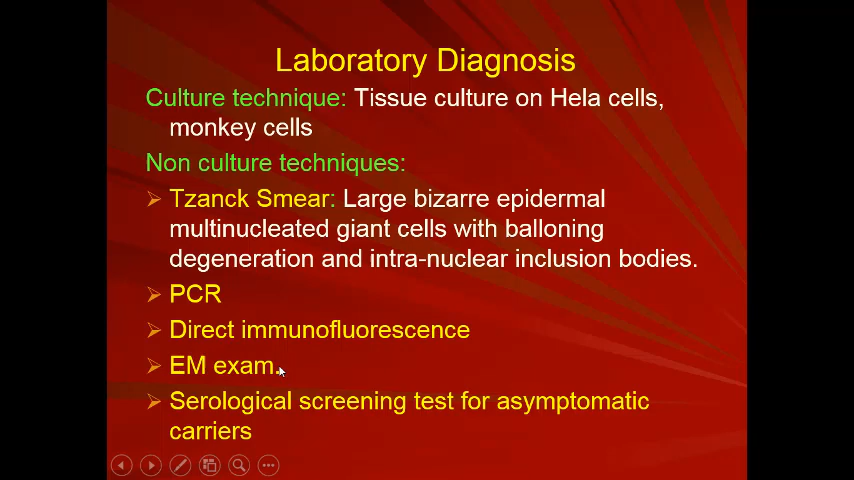 Laboratory Diagnosis
Culture technique: Tissue culture on Hela cells,
monkey cells
Non culture techniques:
Tzanck Smear: Large bizarre epidermal
multinucleated giant cells with balloning
degeneration and intra-nuclear inclusion bodies.
PCR
Direct immunofluorescence
EM exam.
Serological screening test for asymptomatic
carriers